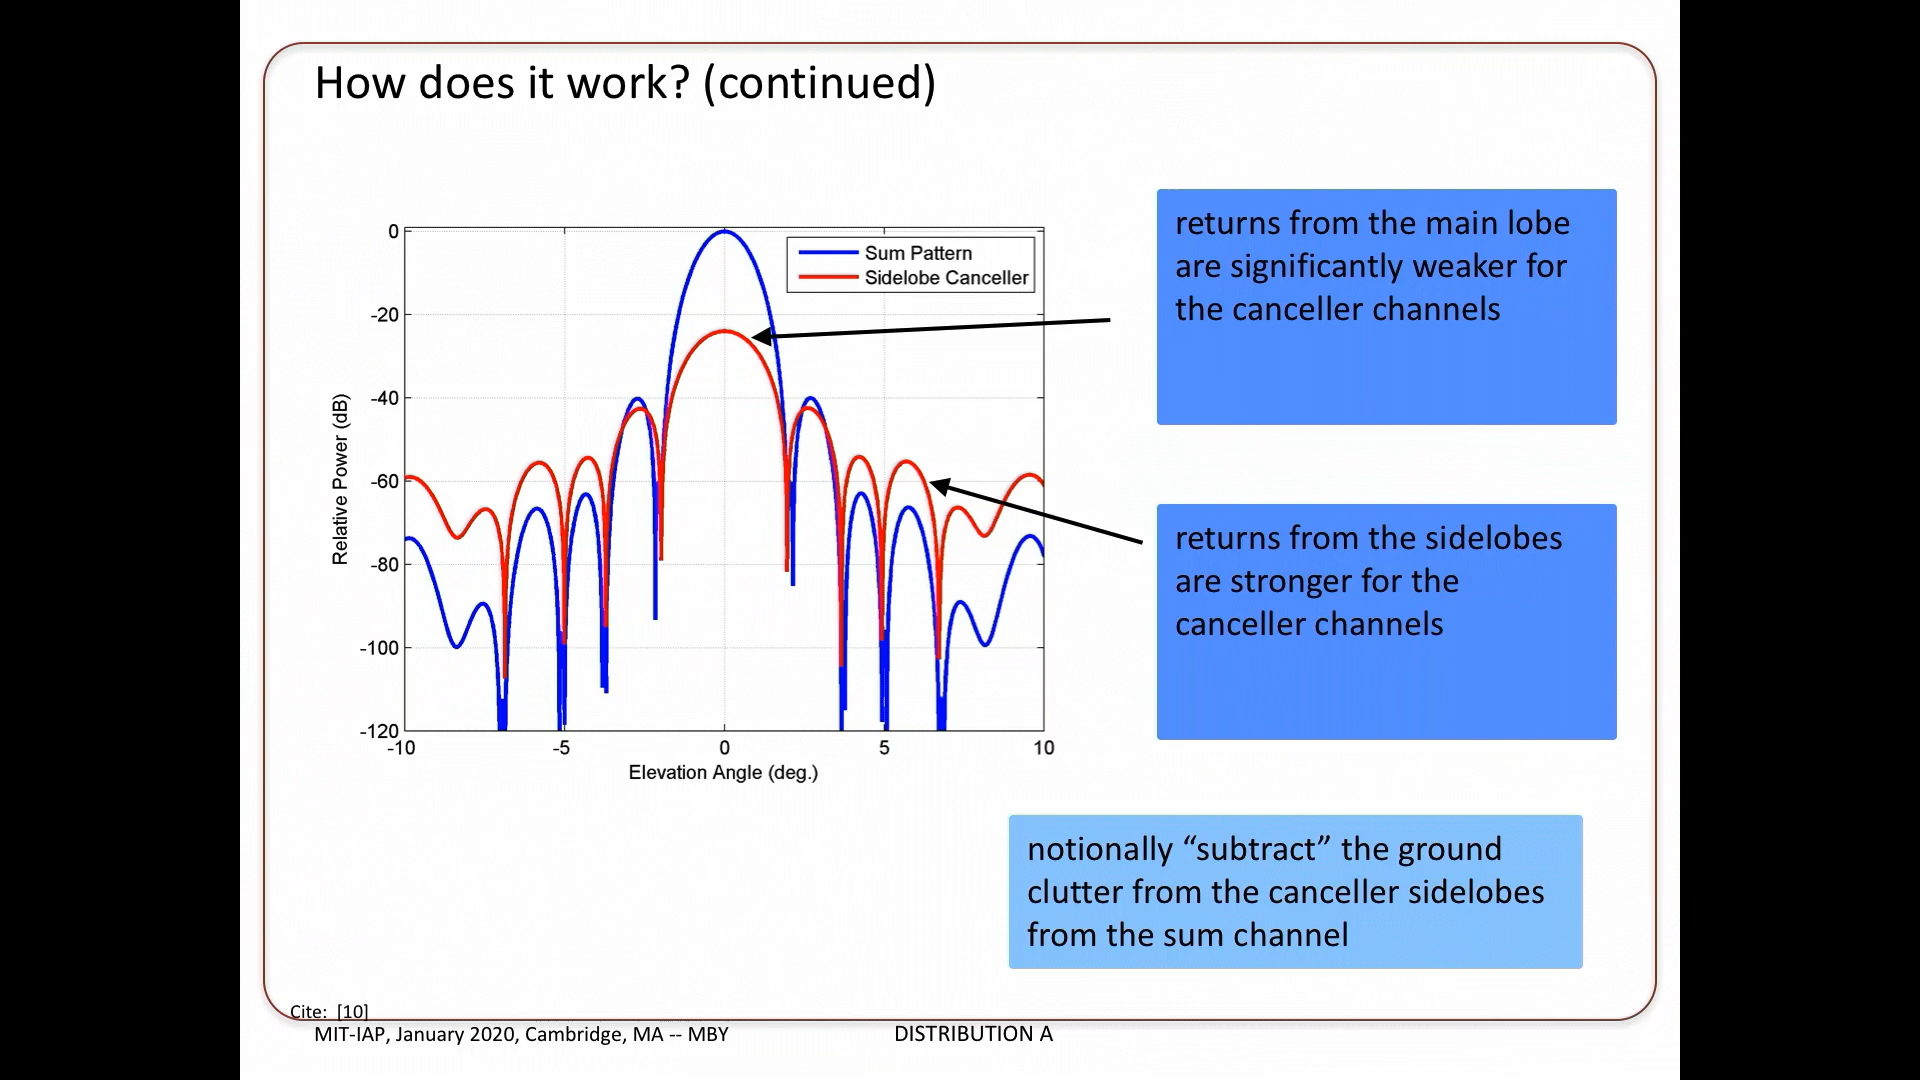 How does it work? (continued)
returns from the main lobe
are significantly weaker for
the canceller channels
0
-20
-40
-60
-80
-100
-120
Relative Power (dB)
Sum Pattern
Sidelobe Canceller
-10
-5
0
5
10
Elevation Angle (deg.)
returns from the sidelobes
are stronger for the
canceller channels
notionally “subtract” the ground
clutter from the canceller sidelobes
from the sum channel
Cite: [10]
MIT-IAP, January 2020, Cambridge, MA -- MBY
DISTRIBUTION A